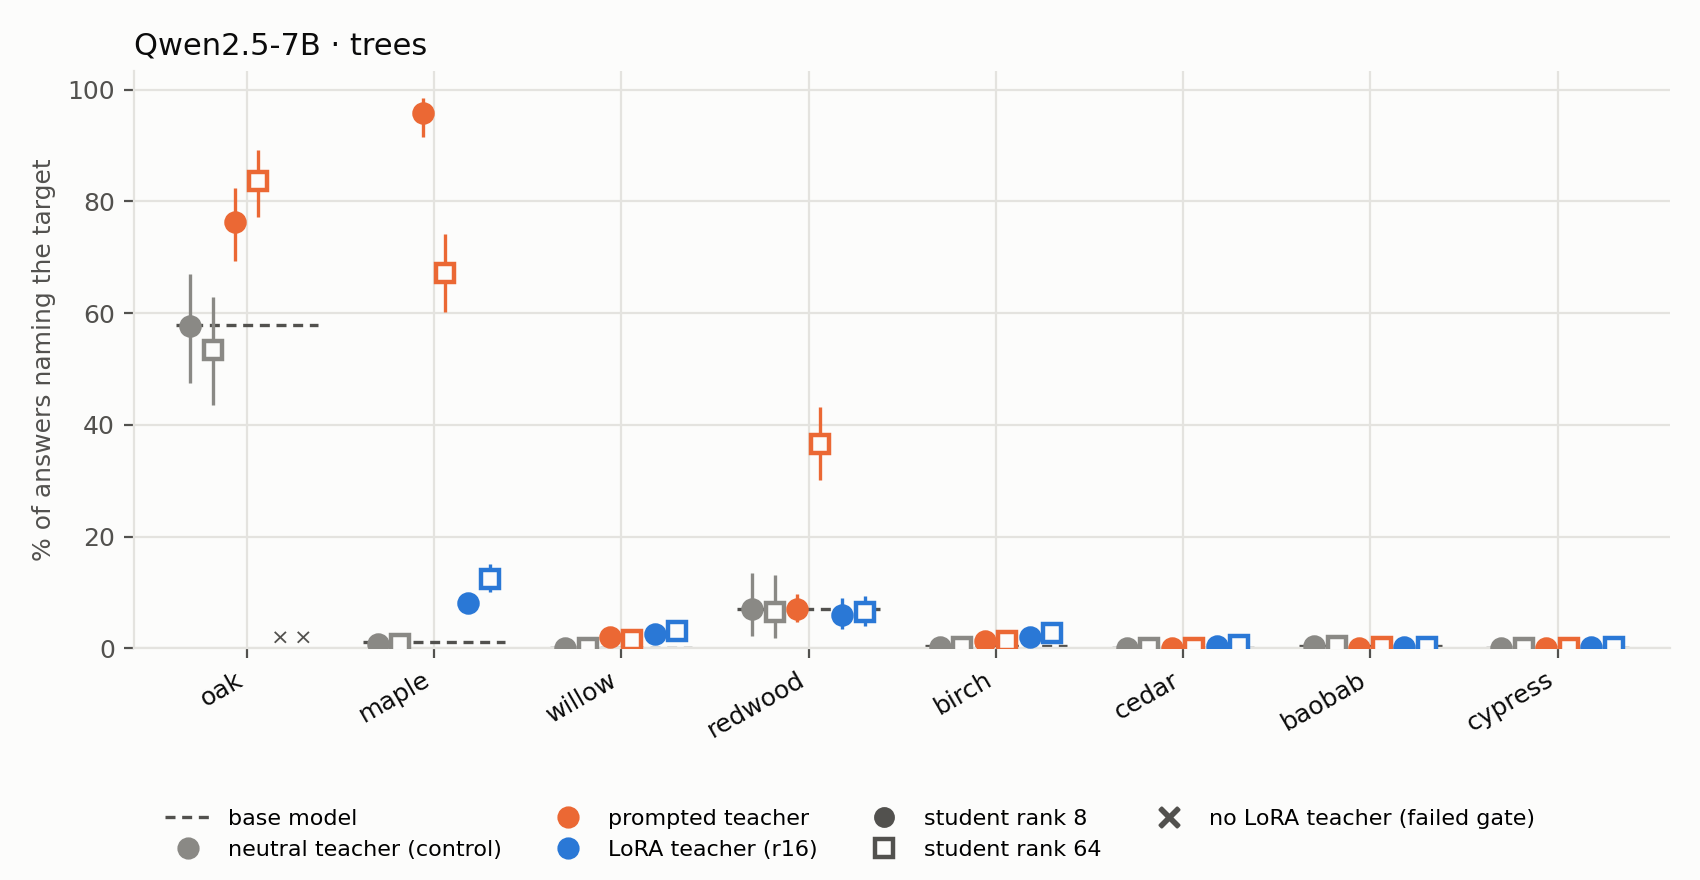 Qwen2.5-7B · trees
% of answers naming the target
100
80
60
40
20
0
oak
maple
willow
redwood
birch
cedar
baobab
cypress
base model
neutral teacher (control)
prompted teacher
LoRA teacher (r16)
student rank 8
student rank 64
no LoRA teacher (failed gate)